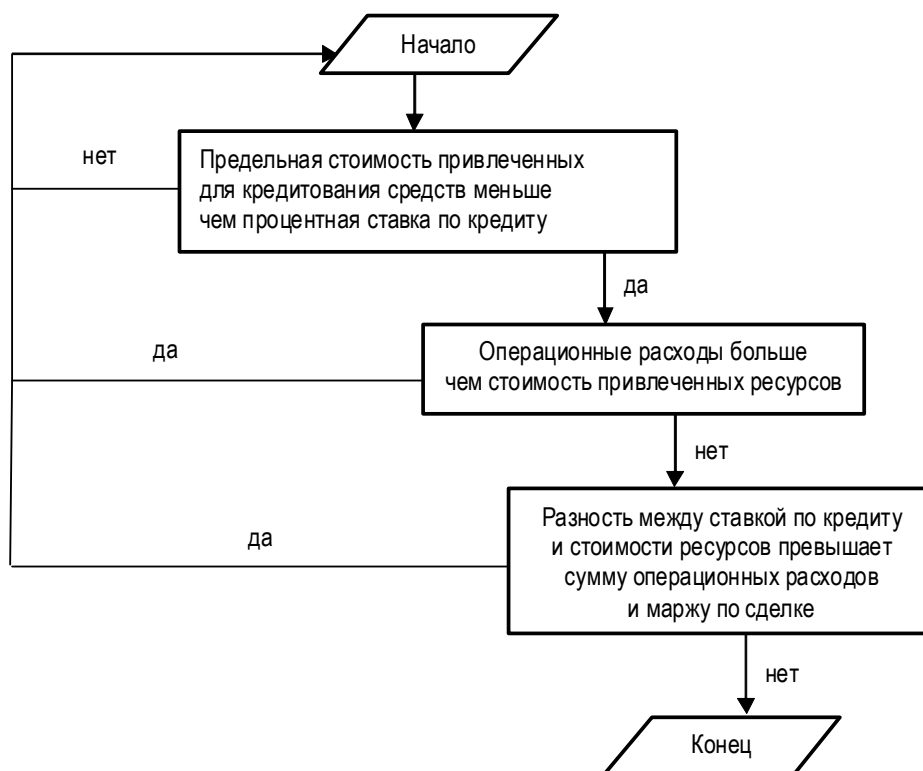 Начало
нет
Предельная стоимость привлеченных
для кредитования средств меньше
чем процентная ставка по кредиту
да
да
Операционные расходы больше
чем стоимость привлеченных ресурсов
нет
да
Разность между ставкой по кредиту
и стоимости ресурсов превышает
сумму операционных расходов
и маржу по сделке
нет
Конец